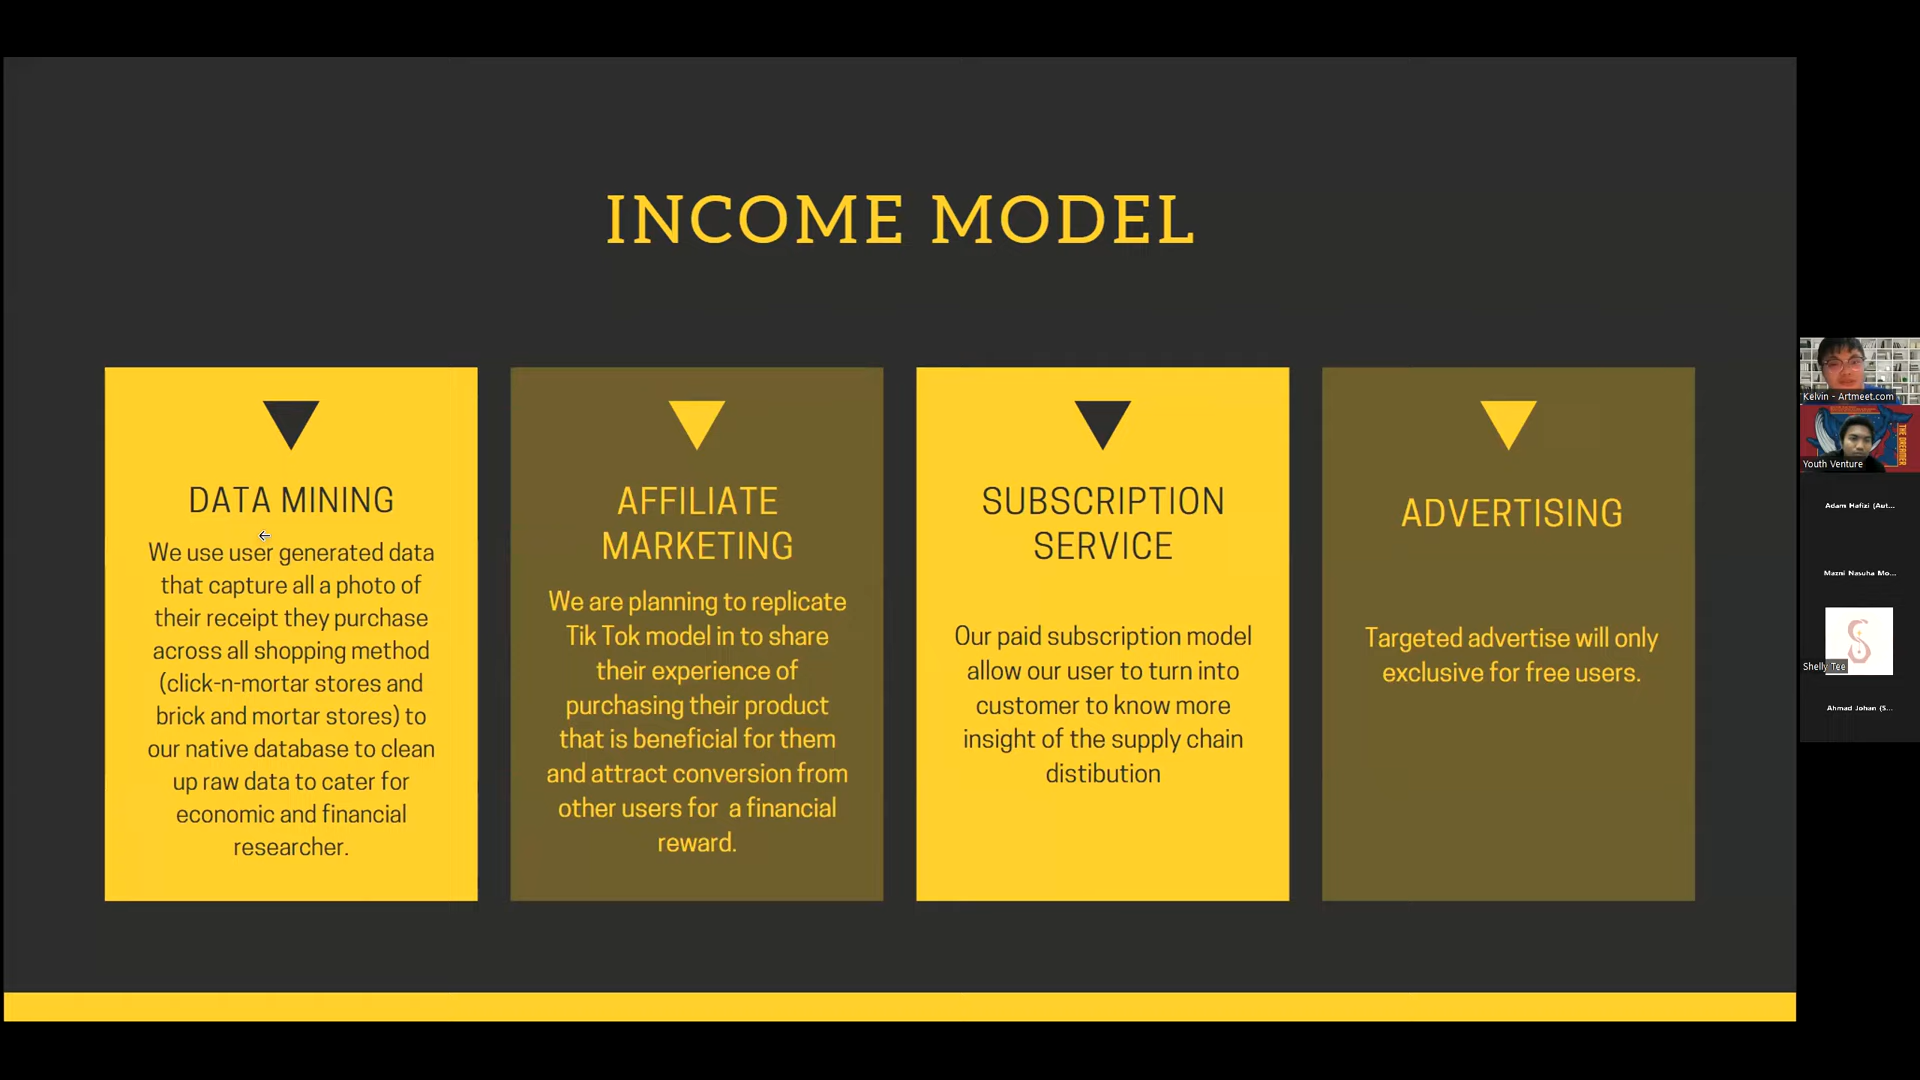 INCOME MODEL
DATA MINING
We use user generated data
that capture all a photo of
their receipt they purchase
across all shopping method
(click-n-mortar stores and
brick and mortar stores) to
our native database to clean
up raw data to cater for
economic and financial
researcher.
AFFILIATE
MARKETING
We are planning to replicate
Tik Tok model in to share
their experience of
purchasing their product
that is beneficial for them
and attract conversion from
other users for a financial
reward.
SUBSCRIPTION
SERVICE
Our paid subscription model
allow our user to turn into
customer to know more
insight of the supply chain
distibution
ADVERTISING
Targeted advertise will only
exclusive for free users.
Kelvin - Artmeet.com
THE DREAMER
Youth Venture
Adam Hafizi (Aut...
Mazni Nasuha Mo...
Shelly Tee
Ahmad Johan (S...